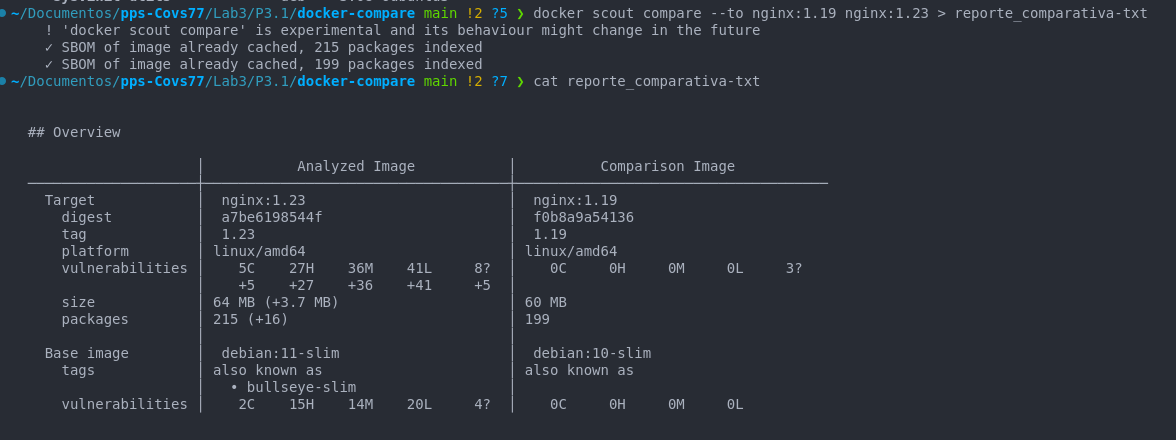 ~/Documentos/pps-Covs77/Lab3/P3.1/docker-compare main !2 ?5 ❯ docker scout compare --to nginx:1.19 nginx:1.23 > reporte_comparativa-txt
! 'docker scout compare' is experimental and its behaviour might change in the future
✓ SBOM of image already cached, 215 packages indexed
✓ SBOM of image already cached, 199 packages indexed
~/Documentos/pps-Covs77/Lab3/P3.1/docker-compare main !2 ?7 ❯ cat reporte_comparativa-txt
## Overview
│ Analyzed Image │ Comparison Image
Target │ nginx:1.23 │ nginx:1.19
digest │ a7be6198544f │ f0b8a9a54136
tag │ 1.23 │ 1.19
platform │ linux/amd64 │ linux/amd64
vulnerabilities │ 5C 27H 36M 41L 8? │ 0C 0H 0M 0L 3?
│ +5 +27 +36 +41 +5 │
size │ 64 MB (+3.7 MB) │ 60 MB
packages │ 215 (+16) │ 199
Base image │ debian:11-slim │ debian:10-slim
tags │ also known as │ also known as
│ • bullseye-slim │
vulnerabilities │ 2C 15H 14M 20L 4? │ 0C 0H 0M 0L